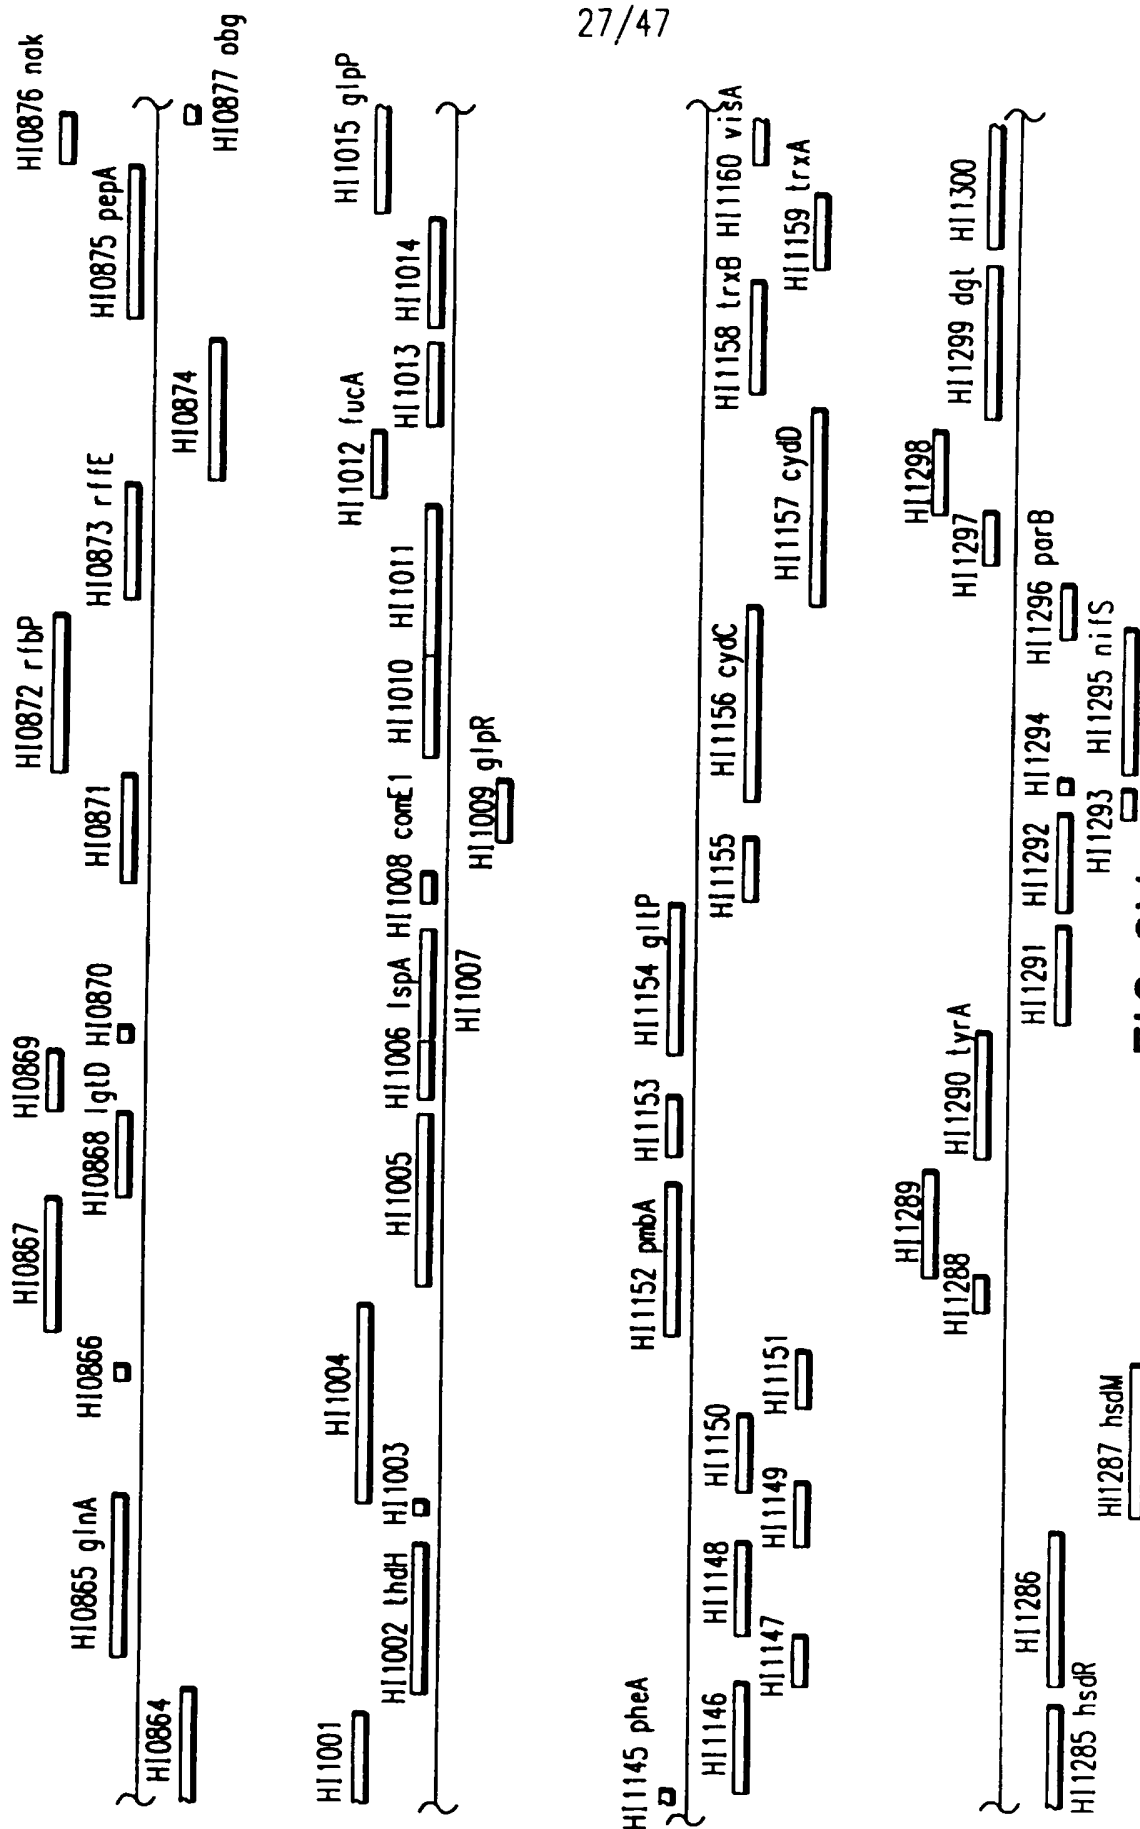 27/47
HI0864
HI0865 glnA
HI0866
HI0867
HI0868 lgtD
HI0869
HI0870
HI0871
HI0872 rfbP
HI0873 rffE
HI0874
HI0875 pepA
HI0876 nak
HI0877 obg
HI1001
HI1002 thdH
HI1003
HI1004
HI1005
HI1006 lspA
HI1007
HI1008 comE1
HI1009 glpR
HI1010
HI1011
HI1012 fucA
HI1013
HI1014
HI1015 glpP
HI1145 pheA
HI1146
HI1147
HI1148
HI1149
HI1150
HI1151
HI1152 pmbA
HI1153
HI1154 gltP
HI1155
HI1156 cydC
HI1157 cydD
HI1158 trxB
HI1159 trxA
HI1160 visA
HI1285 hsdR
HI1286
HI1287 hsdM
HI1288
HI1289
HI1290 tyrA
HI1291
HI1292
HI1293
HI1294
HI1295 nifS
HI1296 parB
HI1297
HI1298
HI1299 dgt
HI1300